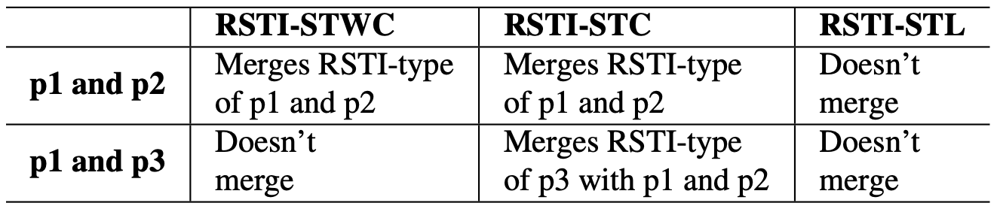 RSTI-STWC RSTI-STC RSTI-STL
p1 and p2
Merges RSTI-type
of p1 and p2
Merges RSTI-type
of p1 and p2
Doesn’t
merge
p1 and p3
Doesn’t
merge
Merges RSTI-type
of p3 with p1 and p2
Doesn’t
merge